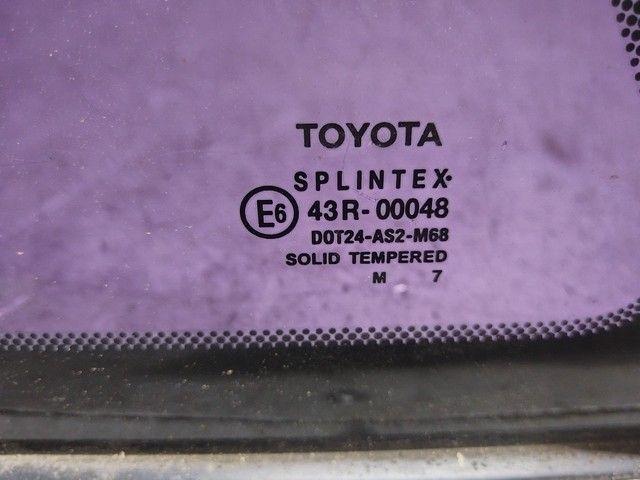 TOYOTA
SPLINTEX
E6 43R-00048
DOT24-AS2-M68
SOLID TEMPERED
M 7